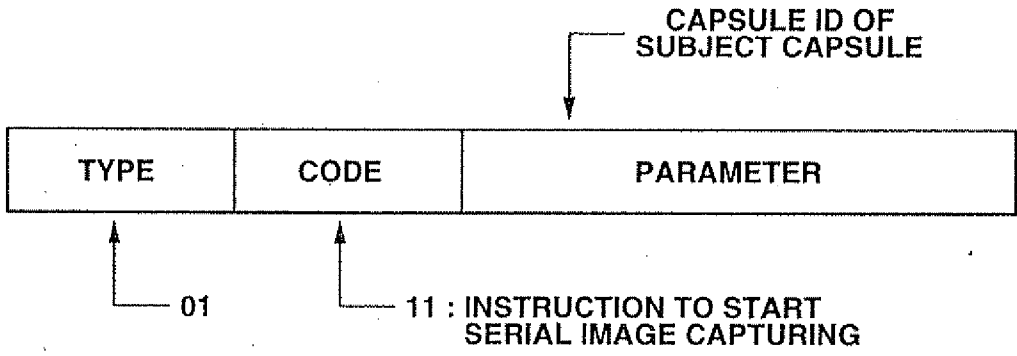 CAPSULE ID OF
SUBJECT CAPSULE
TYPE CODE PARAMETER
01
11 : INSTRUCTION TO START
SERIAL IMAGE CAPTURING